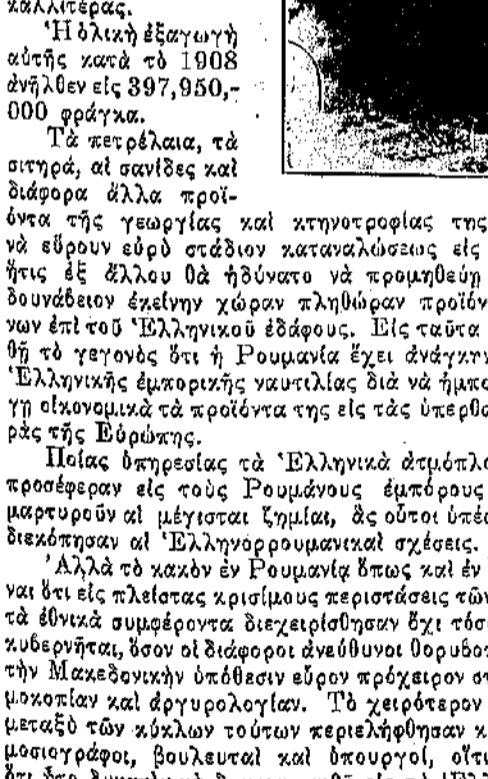 καλλιτέρας.
Ἡ ὁλικὴ ἐξαγωγὴ
αὐτῆς κατὰ τὸ 1908
ἀνῆλθεν εἰς 397,950,-
000 φράγκα.
Τὰ πετρέλαια, τὰ
σιτηρά, αἱ σανίδες καὶ
διάφορα ἄλλα προϊ-
όντα τῆς γεωργίας καὶ κτηνοτροφίας της
νὰ εὕρουν εὐρὺ στάδιον καταναλώσεως εἰς
ἥτις ἐξ ἄλλου θὰ ἠδύνατο νὰ προμηθεύῃ
δουνάβειον ἐκείνην χώραν πληθώραν προϊόν
νων ἐπὶ τοῦ Ἑλληνικοῦ ἐδάφους. Εἰς ταῦτα
θῇ τὸ γεγονὸς ὅτι ἡ Ρουμανία ἔχει ἀνάγκην
Ἑλληνικῆς ἐμπορικῆς ναυτιλίας διὰ νὰ ἠμπο
γῃ οἰκονομικὰ τὰ προϊόντα της εἰς τὰς ὑπερθ
ρὰς τῆς Εὐρώπης.
Ποίας ὑπηρεσίας τὰ Ἑλληνικὰ ἀτμόπλο
προσέφεραν εἰς τοὺς Ρουμάνους ἐμπόρους
μαρτυροῦν αἱ μέγισται ζημίαι, ἃς οὗτοι ὑπέσ
διεκόπησαν αἱ Ἑλληνορρουμανικαὶ σχέσεις.
Ἀλλὰ τὸ κακὸν ἐν Ρουμανίᾳ ὅπως καὶ ἐν
ναι ὅτι εἰς πλείστας κρισίμους περιστάσεις τῶν
τὰ ἐθνικὰ συμφέροντα διεχειρίσθησαν ὄχι τόσ
κυβερνῆται, ὅσον οἱ διάφοροι ἀνεύθυνοι θορυβοπ
τὴν Μακεδονικὴν ὑπόθεσιν εὗρον πρόχειρον στ
μοκοπίαν καὶ ἀργυρολογίαν. Τὸ χειρότερον
μεταξὺ τῶν κύκλων τούτων περιελήφθησαν κ
μοσιογράφοι, βουλευταὶ καὶ ὑπουργοί, οἵτι